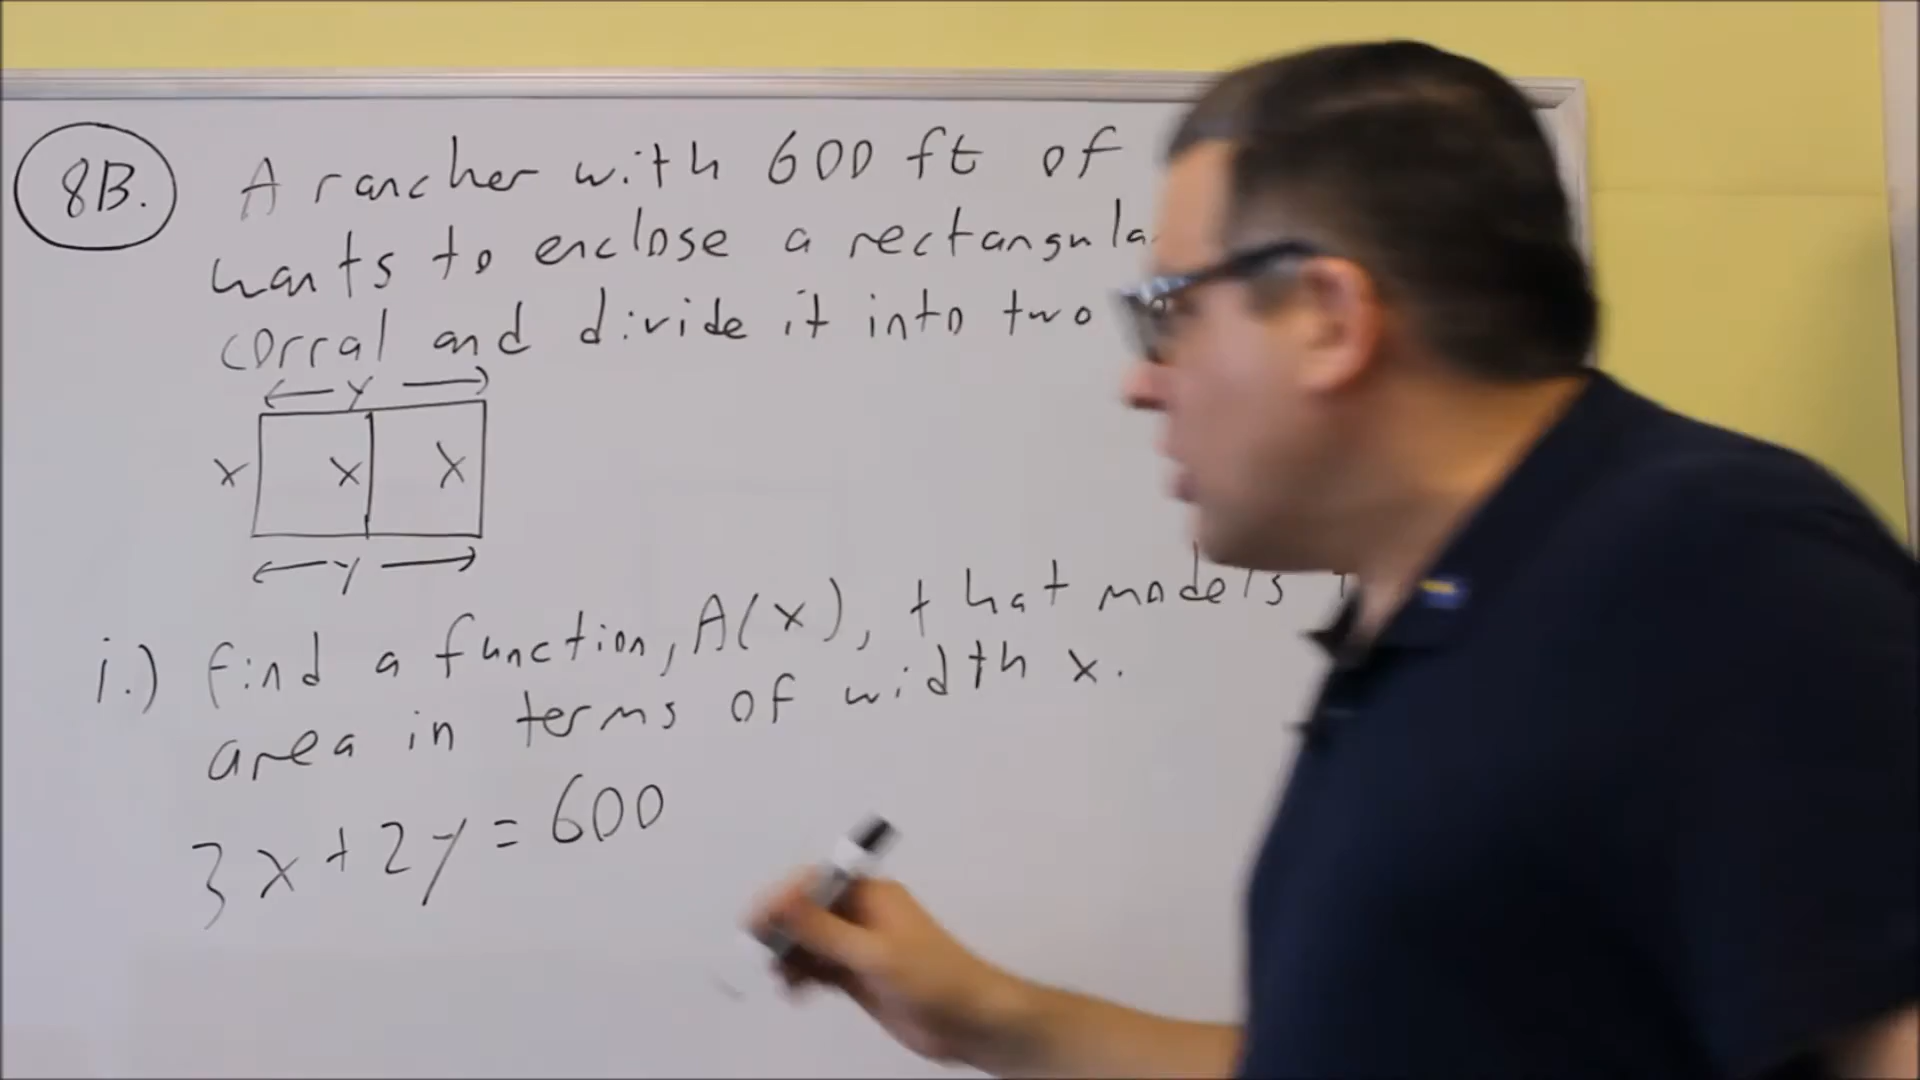 8B. A rancher with 600 ft of
wants to enclose a rectangula
corral and divide it into two
← y →
x x x
← y →
i.) Find a function, A(x), that models
area in terms of width x.
3x+2y=600